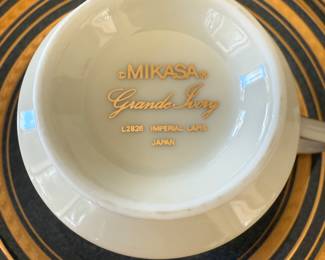 ©MIKASA®
Grande Ivory
L2826 IMPERIAL LAPIS
JAPAN